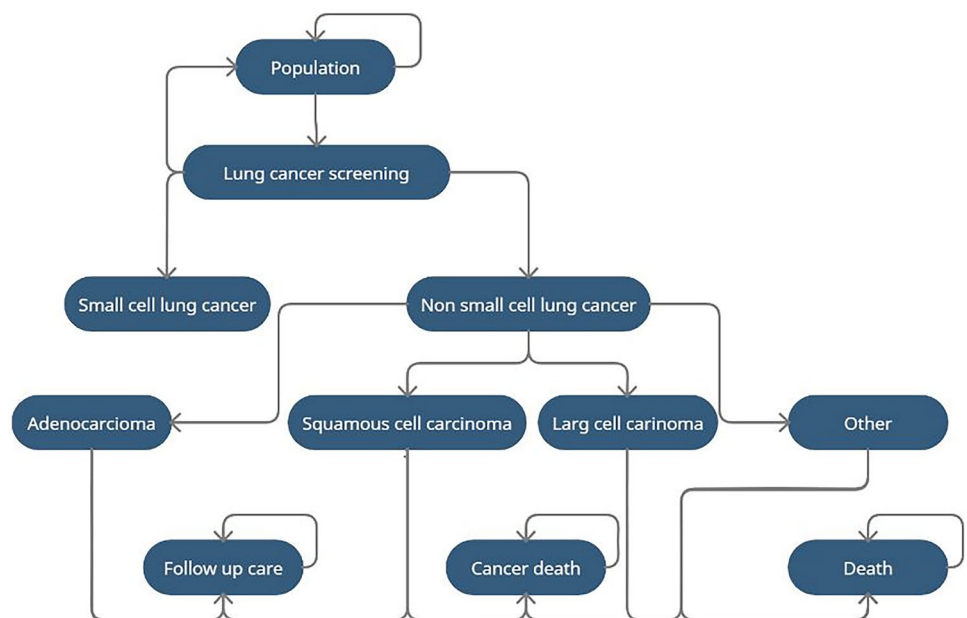 Population
Lung cancer screening
Small cell lung cancer
Non small cell lung cancer
Adenocarcioma
Squamous cell carcinoma
Larg cell carinoma
Other
Follow up care
Cancer death
Death